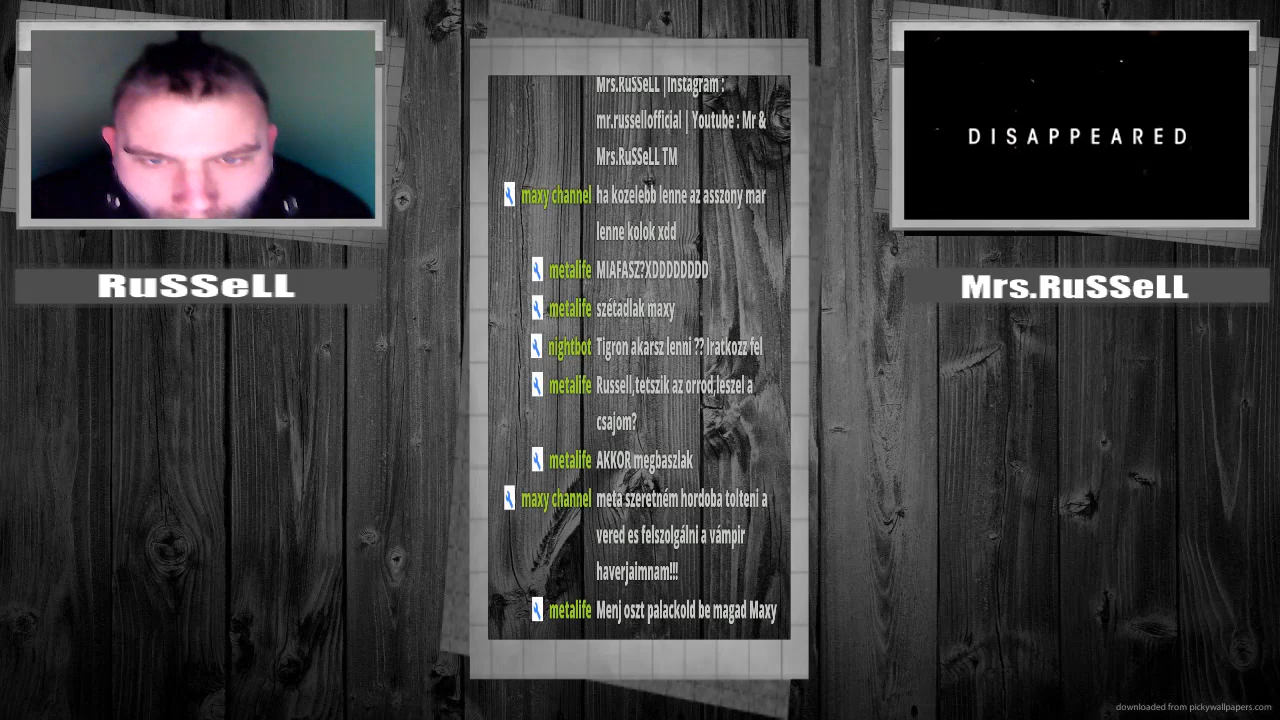 Mrs.RuSSeLL |Instagram :
mr.russellofficial | Youtube : Mr &
Mrs.RuSSeLL TM
maxy channel ha kozelebb lenne az asszony mar
lenne kolok xdd
metalife MIAFASZ?XDDDDDDDD
metalife szétadlak maxy
nightbot Tigron akarsz lenni ?? Iratkozz fel
metalife Russell,tetszik az orrod,leszel a
csajom?
metalife AKKOR megbaszlak
maxy channel meta szeretném hordoba tolteni a
vered es felszolgálni a vámpir
haverjaimnam!!!
metalife Menj oszt palackold be magad Maxy
RuSSeLL
DISAPPEARED
Mrs.RuSSeLL
downloaded from pickywallpapers.com